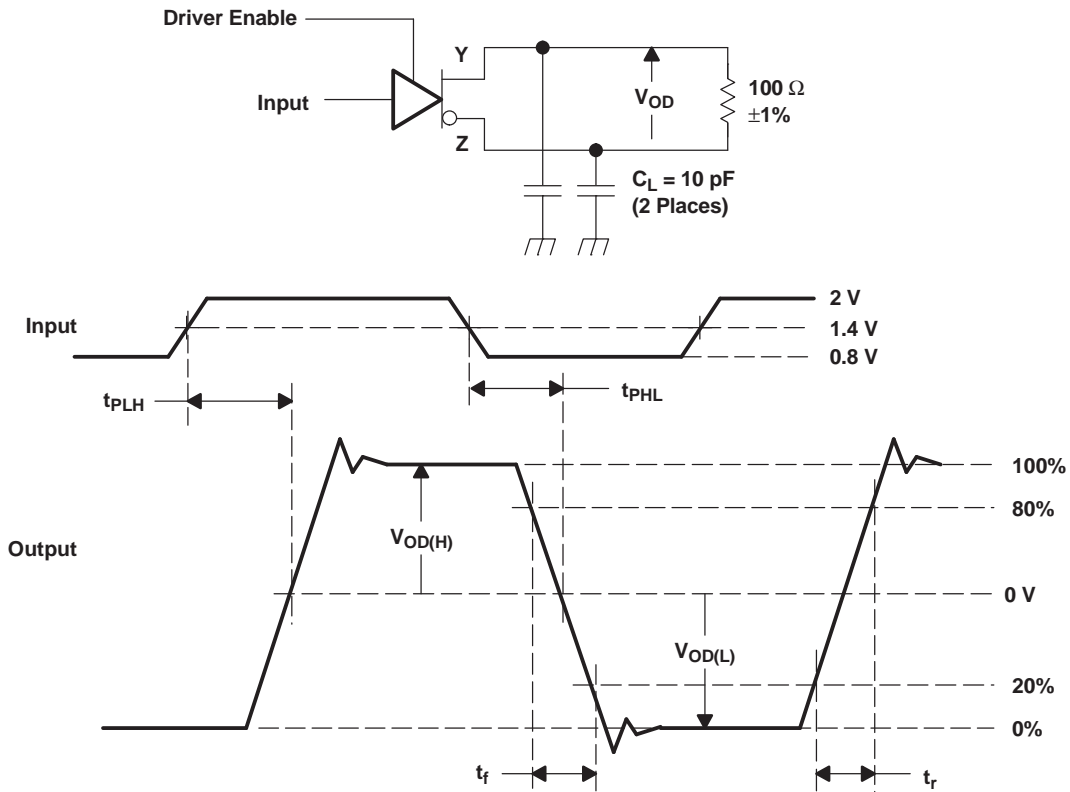 Driver Enable
Input
Y
Z
V_OD
100 Ω
±1%
C_L = 10 pF
(2 Places)
Input
2 V
1.4 V
0.8 V
t_PLH
t_PHL
Output
100%
80%
V_OD(H)
0 V
V_OD(L)
20%
0%
t_f
t_r